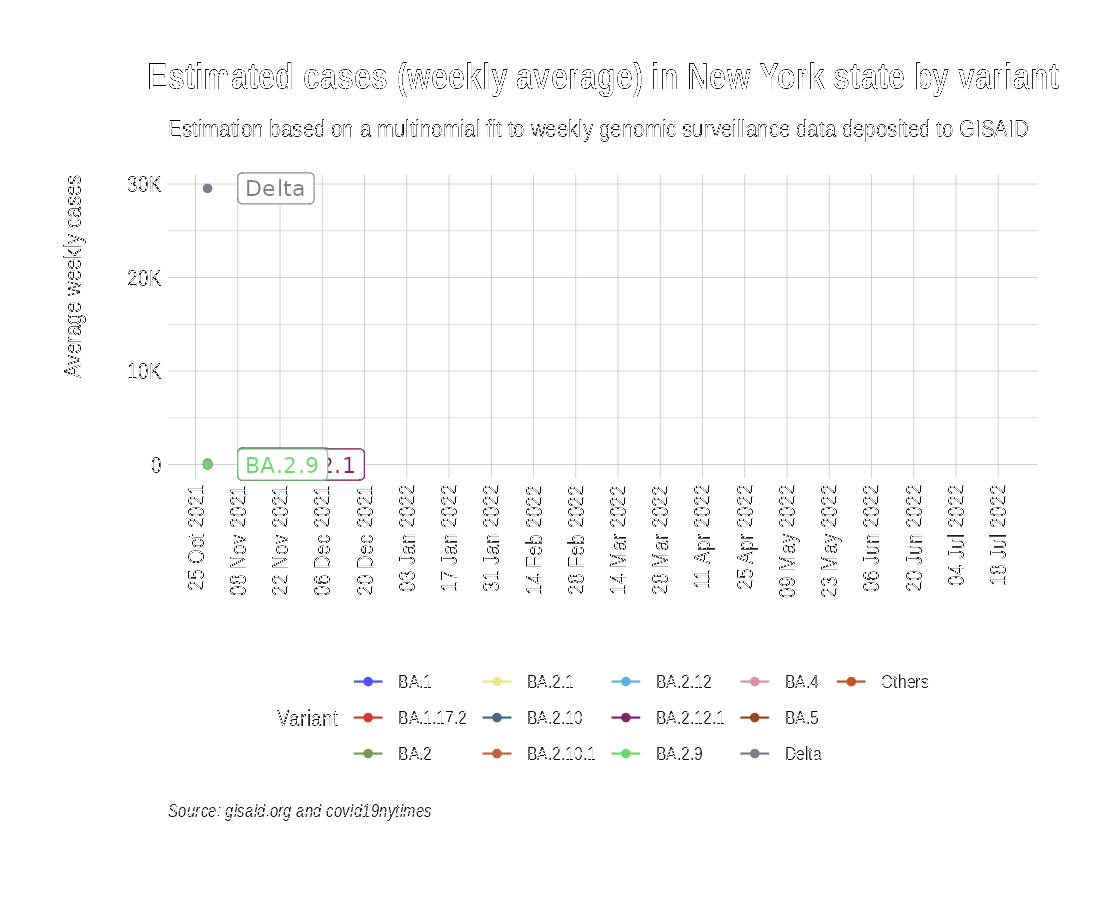 Estimated cases (weekly average) in New York state by variant
Estimation based on a multinomial fit to weekly genomic surveillance data deposited to GISAID
Average weekly cases
30K
20K
10K
0
Delta
BA.2.9
2.1
25 Oct 2021
08 Nov 2021
22 Nov 2021
06 Dec 2021
20 Dec 2021
03 Jan 2022
17 Jan 2022
31 Jan 2022
14 Feb 2022
28 Feb 2022
14 Mar 2022
28 Mar 2022
11 Apr 2022
25 Apr 2022
09 May 2022
23 May 2022
06 Jun 2022
20 Jun 2022
04 Jul 2022
18 Jul 2022
Variant
BA.1
BA.2.1
BA.2.12
BA.4
Others
BA.1.17.2
BA.2.10
BA.2.12.1
BA.5
BA.2
BA.2.10.1
BA.2.9
Delta
Source: gisaid.org and covid19nytimes